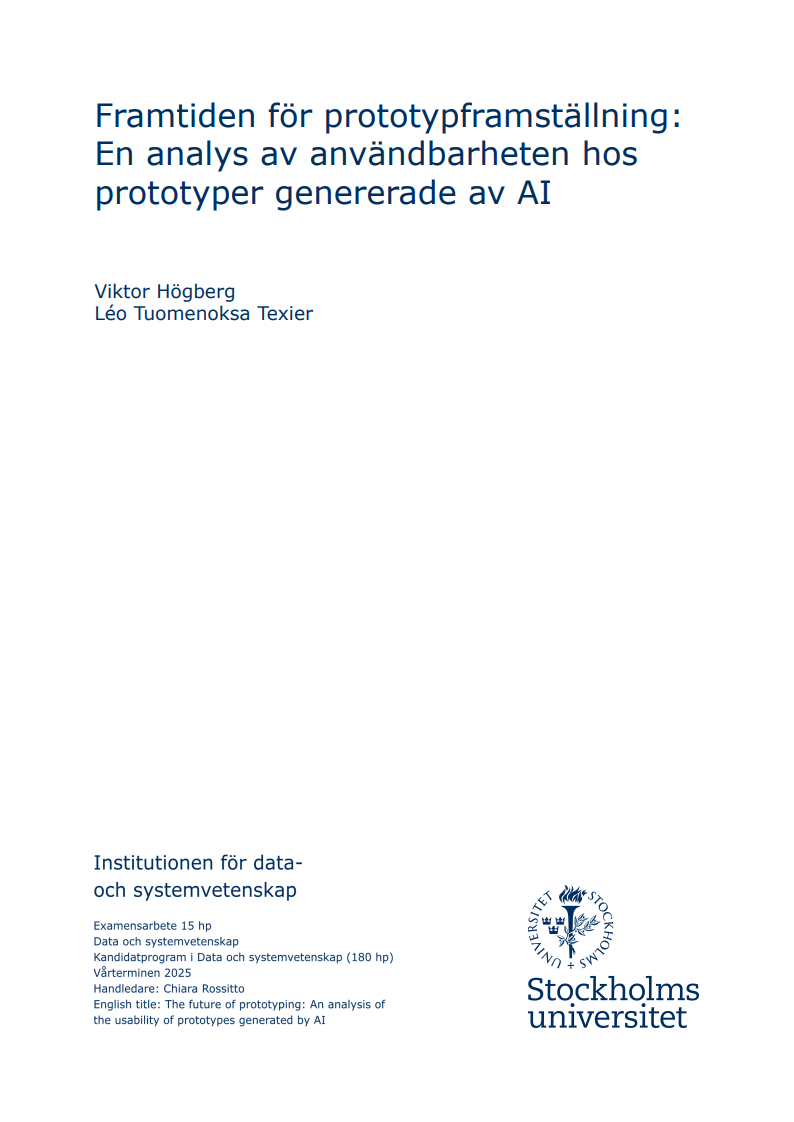 Framtiden för prototypframställning:
En analys av användbarheten hos
prototyper genererade av AI
Viktor Högberg
Léo Tuomenoksa Texier
Institutionen för data-
och systemvetenskap
Examensarbete 15 hp
Data och systemvetenskap
Kandidatprogram i Data och systemvetenskap (180 hp)
Vårterminen 2025
Handledare: Chiara Rossitto
English title: The future of prototyping: An analysis of
the usability of prototypes generated by AI
STOCKHOLMS + UNIVERSITET
Stockholms
universitet